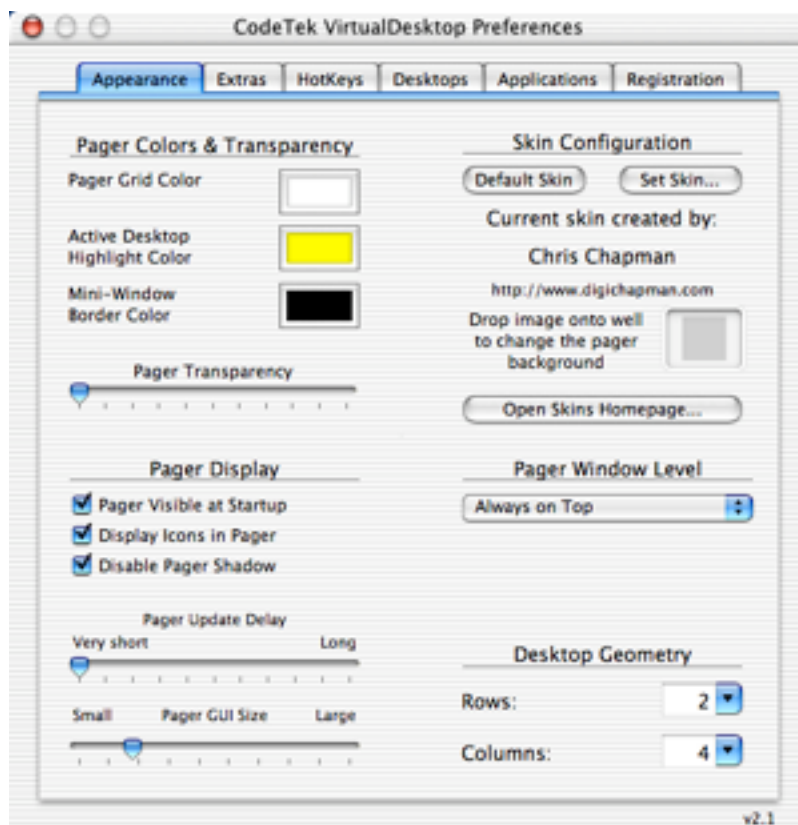 CodeTek VirtualDesktop Preferences
Appearance Extras HotKeys Desktops Applications Registration
Pager Colors & Transparency
Pager Grid Color
Active Desktop
Highlight Color
Mini-Window
Border Color
Pager Transparency
Skin Configuration
Default Skin Set Skin...
Current skin created by:
Chris Chapman
http://www.digichapman.com
Drop image onto well
to change the pager
background
Open Skins Homepage...
Pager Display
Pager Visible at Startup
Display Icons in Pager
Disable Pager Shadow
Pager Update Delay
Very short Long
Small Pager GUI Size Large
Pager Window Level
Always on Top
Desktop Geometry
Rows: 2
Columns: 4
v2.1